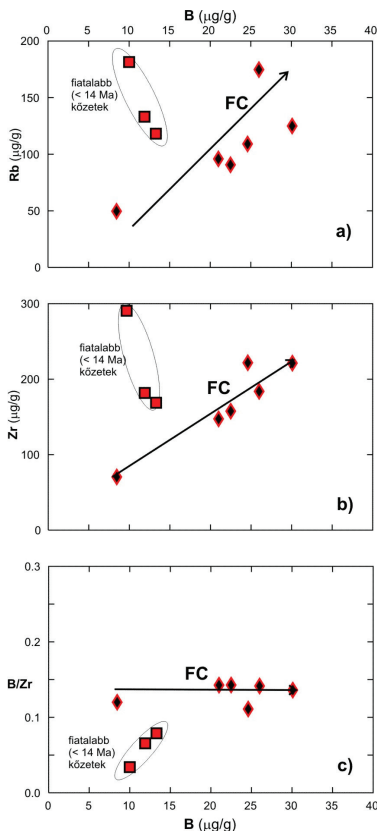 B (µg/g)
0 5 10 15 20 25 30 35 40
200
150
100
50
0
Rb (µg/g)
fiatalabb
(< 14 Ma)
kőzetek
FC
a)
300
200
100
0
Zr (µg/g)
fiatalabb
(< 14 Ma)
kőzetek
FC
b)
0.3
0.2
0.1
0.0
B/Zr
FC
fiatalabb
(< 14 Ma)
kőzetek
c)
0 5 10 15 20 25 30 35 40
B (µg/g)